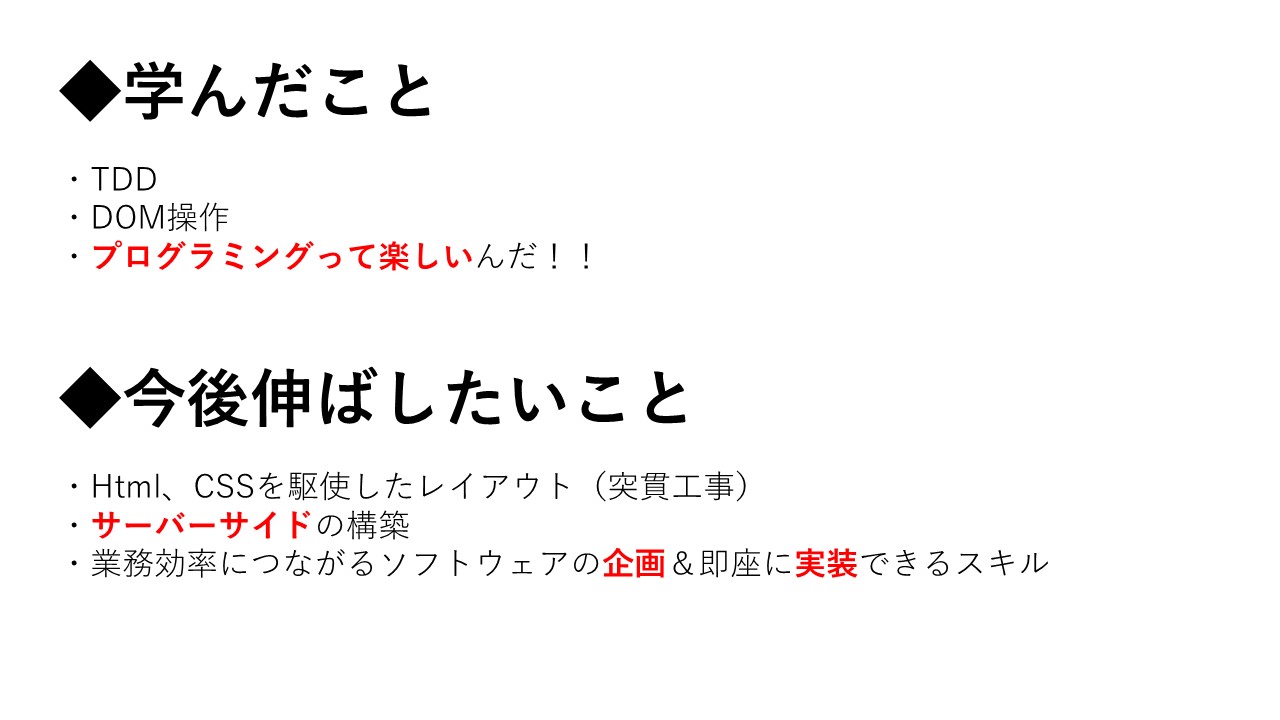 ◆学んだこと
・TDD
・DOM操作
・プログラミングって楽しいんだ！！
◆今後伸ばしたいこと
・Html、CSSを駆使したレイアウト（突貫工事）
・サーバーサイドの構築
・業務効率につながるソフトウェアの企画＆即座に実装できるスキル